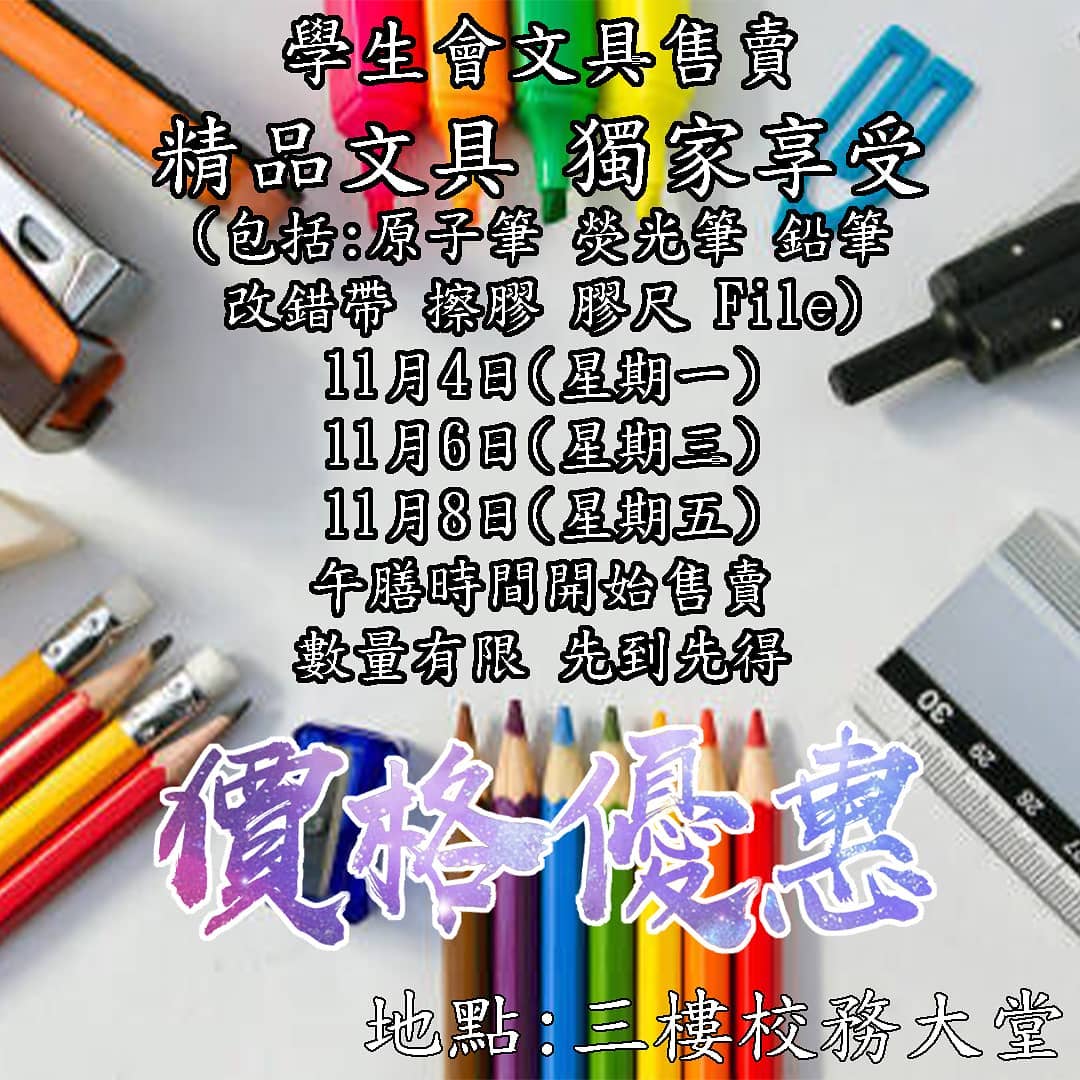 學生會文具售賣
精品文具 獨家享受
(包括:原子筆 熒光筆 鉛筆
改錯帶 擦膠 膠尺 File)
11月4日(星期一)
11月6日(星期三)
11月8日(星期五)
午膳時間開始售賣
數量有限 先到先得
30
29
28
27
價格優惠
地點:三樓校務大堂